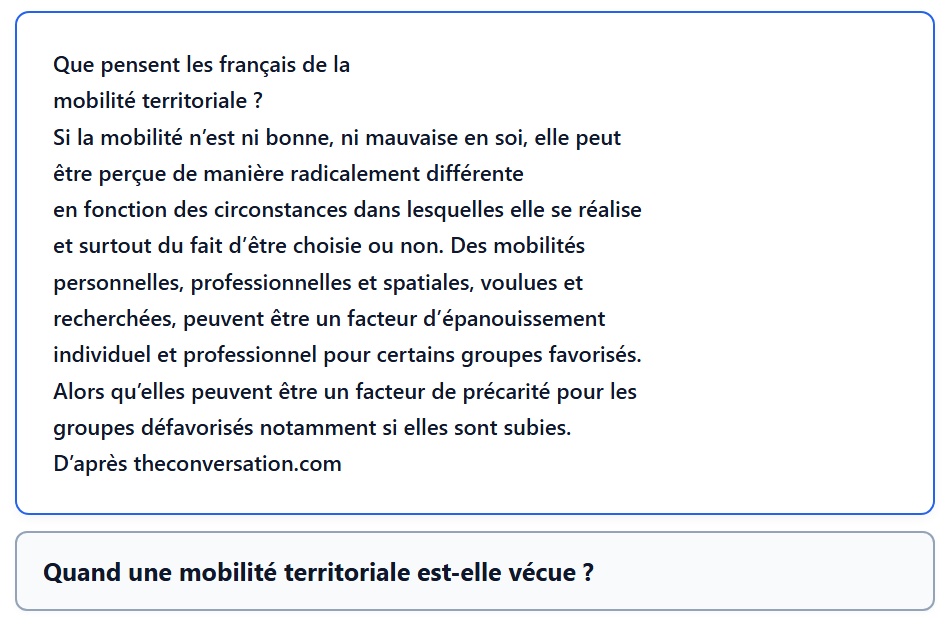 Que pensent les français de la
mobilité territoriale ?
Si la mobilité n’est ni bonne, ni mauvaise en soi, elle peut
être perçue de manière radicalement différente
en fonction des circonstances dans lesquelles elle se réalise
et surtout du fait d’être choisie ou non. Des mobilités
personnelles, professionnelles et spatiales, voulues et
recherchées, peuvent être un facteur d’épanouissement
individuel et professionnel pour certains groupes favorisés.
Alors qu’elles peuvent être un facteur de précarité pour les
groupes défavorisés notamment si elles sont subies.
D’après theconversation.com
Quand une mobilité territoriale est-elle vécue ?